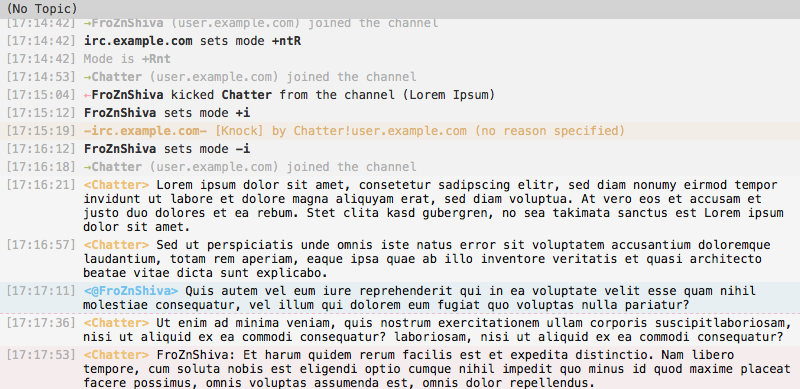 (No Topic)
[17:14:42] →FroZnShiva (user.example.com) joined the channel
[17:14:42] irc.example.com sets mode +ntR
[17:14:42] Mode is +Rnt
[17:14:53] →Chatter (user.example.com) joined the channel
[17:15:04] ←FroZnShiva kicked Chatter from the channel (Lorem Ipsum)
[17:15:12] FroZnShiva sets mode +i
[17:15:19] -irc.example.com- [Knock] by Chatter!user.example.com (no reason specified)
[17:16:12] FroZnShiva sets mode -i
[17:16:18] →Chatter (user.example.com) joined the channel
[17:16:21] <Chatter> Lorem ipsum dolor sit amet, consetetur sadipscing elitr, sed diam nonumy eirmod tempor
invidunt ut labore et dolore magna aliquyam erat, sed diam voluptua. At vero eos et accusam et
justo duo dolores et ea rebum. Stet clita kasd gubergren, no sea takimata sanctus est Lorem ipsum
dolor sit amet.
[17:16:57] <Chatter> Sed ut perspiciatis unde omnis iste natus error sit voluptatem accusantium doloremque
laudantium, totam rem aperiam, eaque ipsa quae ab illo inventore veritatis et quasi architecto
beatae vitae dicta sunt explicabo.
[17:17:11] <@FroZnShiva> Quis autem vel eum iure reprehenderit qui in ea voluptate velit esse quam nihil
molestiae consequatur, vel illum qui dolorem eum fugiat quo voluptas nulla pariatur?
[17:17:36] <Chatter> Ut enim ad minima veniam, quis nostrum exercitationem ullam corporis suscipitlaboriosam,
nisi ut aliquid ex ea commodi consequatur? laboriosam, nisi ut aliquid ex ea commodi consequatur?
[17:17:53] <Chatter> FroZnShiva: Et harum quidem rerum facilis est et expedita distinctio. Nam libero
tempore, cum soluta nobis est eligendi optio cumque nihil impedit quo minus id quod maxime placeat
facere possimus, omnis voluptas assumenda est, omnis dolor repellendus.